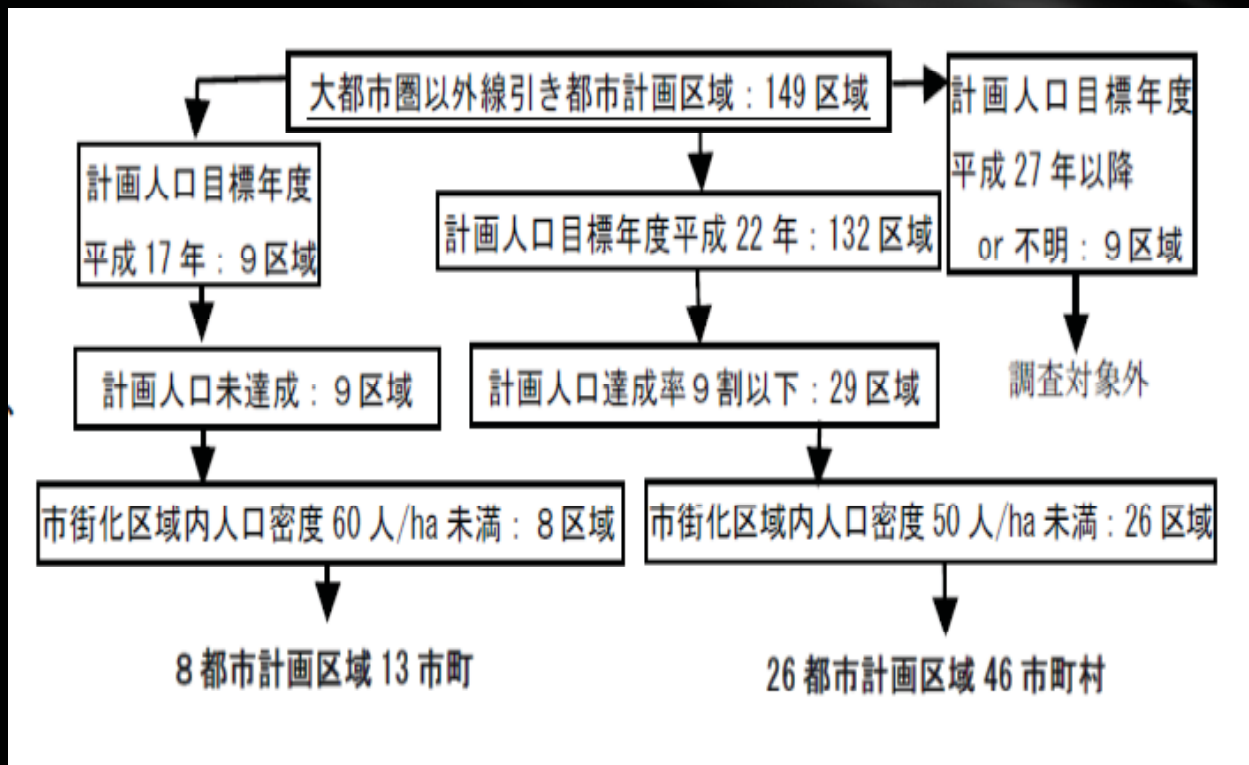 大都市圏以外線引き都市計画区域：149 区域
計画人口目標年度
平成 17 年：９区域
計画人口目標年度平成 22 年：132 区域
計画人口目標年度
平成 27 年以降
or 不明：９区域
計画人口未達成：９区域
計画人口達成率９割以下：29 区域
調査対象外
市街化区域内人口密度 60 人/ha 未満：８区域
市街化区域内人口密度 50 人/ha 未満：26 区域
８都市計画区域 13 市町
26 都市計画区域 46 市町村